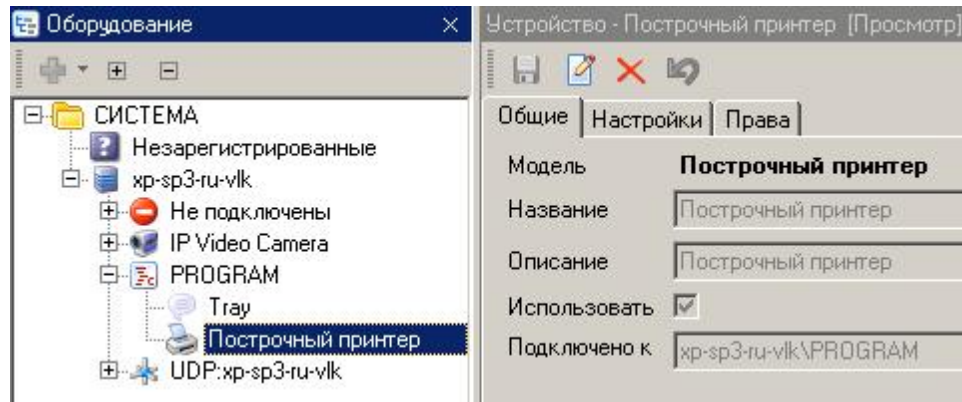 Оборудование
СИСТЕМА
Незарегистрированные
xp-sp3-ru-vlk
Не подключены
IP Video Camera
PROGRAM
Tray
Построчный принтер
UDP:xp-sp3-ru-vlk
Устройство - Построчный принтер [Просмотр]
Общие Настройки Права
Модель Построчный принтер
Название Построчный принтер
Описание Построчный принтер
Использовать
Подключено к xp-sp3-ru-vlk\PROGRAM